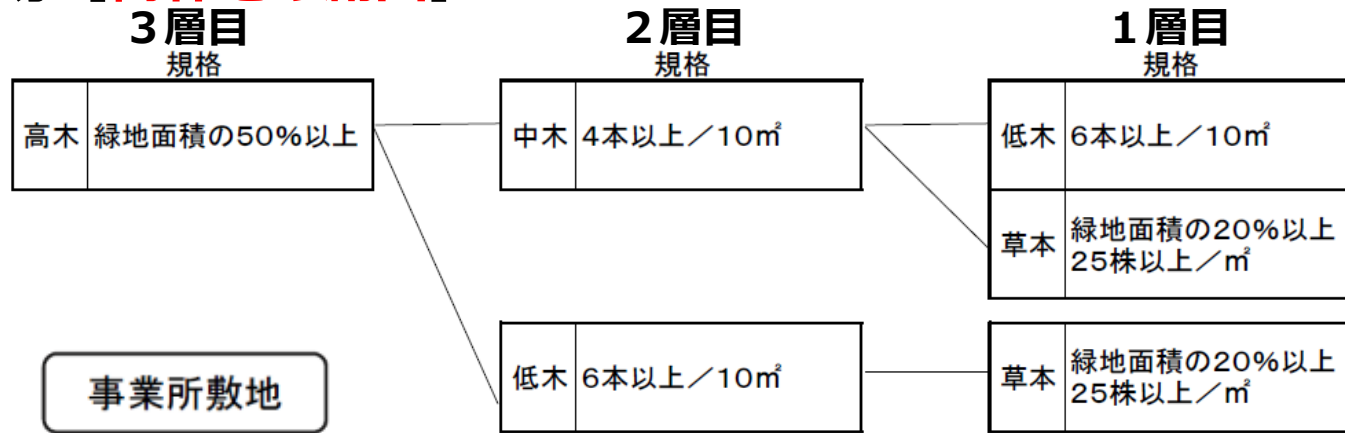 3層目
規格
高木 緑地面積の50%以上
2層目
規格
中木 4本以上/10㎡
低木 6本以上/10㎡
1層目
規格
低木 6本以上/10㎡
草本 緑地面積の20%以上
25株以上/㎡
草本 緑地面積の20%以上
25株以上/㎡
事業所敷地